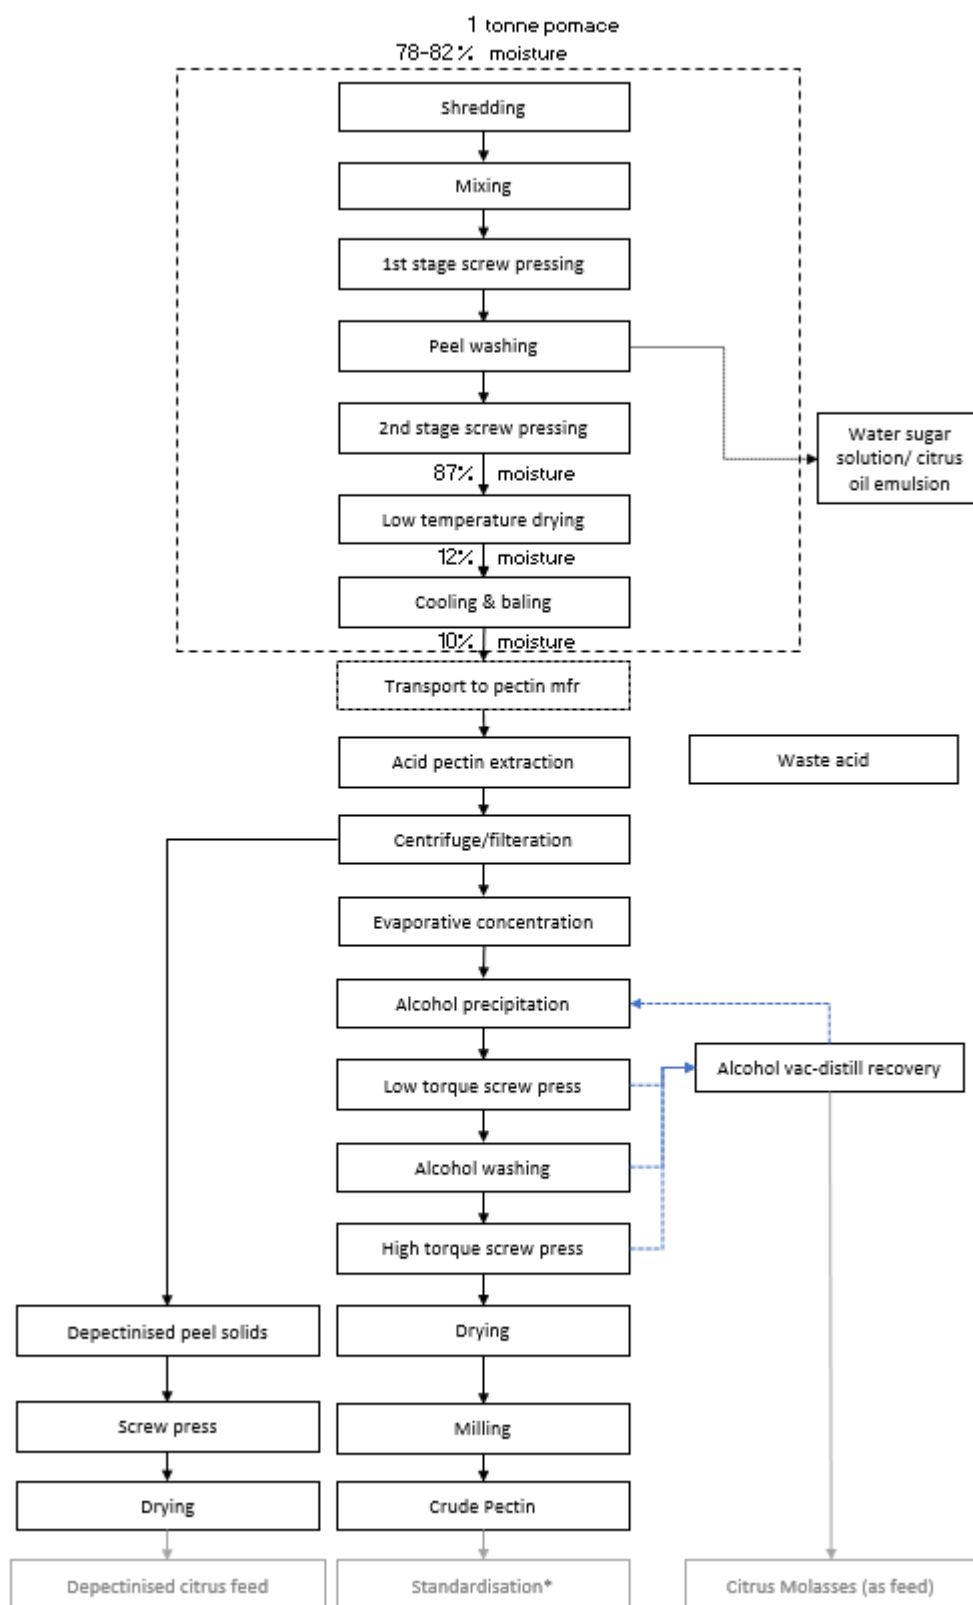 1 tonne pomace
78-82% moisture
Shredding
Mixing
1st stage screw pressing
Peel washing
2nd stage screw pressing
Water sugar
solution/ citrus
oil emulsion
87% moisture
Low temperature drying
12% moisture
Cooling & baling
10% moisture
Transport to pectin mfr
Acid pectin extraction
Waste acid
Centrifuge/filteration
Evaporative concentration
Alcohol precipitation
Alcohol vac-distill recovery
Low torque screw press
Alcohol washing
High torque screw press
Depectinised peel solids
Drying
Screw press
Milling
Drying
Crude Pectin
Depectinised citrus feed
Standardisation*
Citrus Molasses (as feed)